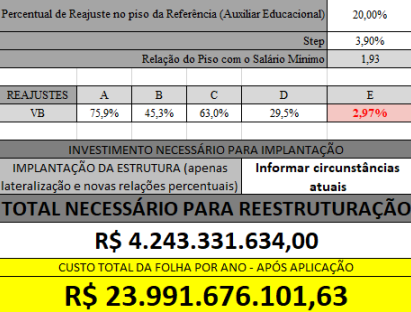 Percentual de Reajuste no piso da Referência (Auxiliar Educacional) 20,00%
Step 3,90%
Relação do Piso com o Salário Mínimo 1,93
REAJUSTES A B C D E
VB 75,9% 45,3% 63,0% 29,5% 2,97%
INVESTIMENTO NECESSÁRIO PARA IMPLANTAÇÃO
IMPLANTAÇÃO DA ESTRUTURA (apenas Informar circunstâncias
lateralização e novas relações percentuais) atuais
TOTAL NECESSÁRIO PARA REESTRUTURAÇÃO
R$ 4.243.331.634,00
CUSTO TOTAL DA FOLHA POR ANO - APÓS APLICAÇÃO
R$ 23.991.676.101,63